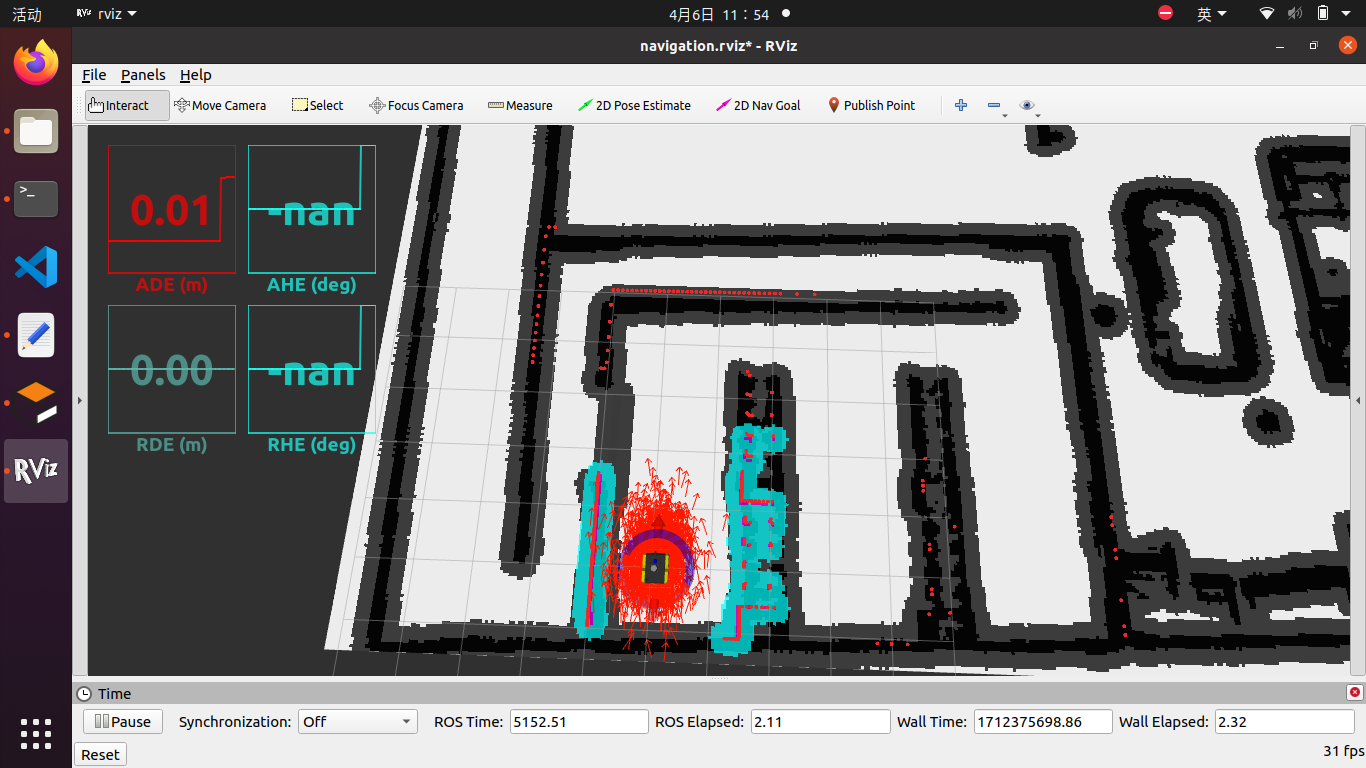 活动
rviz
4月6日 11：54
英
navigation.rviz* - RViz
File Panels Help
Interact Move Camera Select Focus Camera Measure 2D Pose Estimate 2D Nav Goal Publish Point
0.01
ADE (m)
-nan
AHE (deg)
0.00
RDE (m)
-nan
RHE (deg)
>_
RViz
Time
Pause Synchronization: Off ROS Time: 5152.51 ROS Elapsed: 2.11 Wall Time: 1712375698.86 Wall Elapsed: 2.32
Reset
31 fps